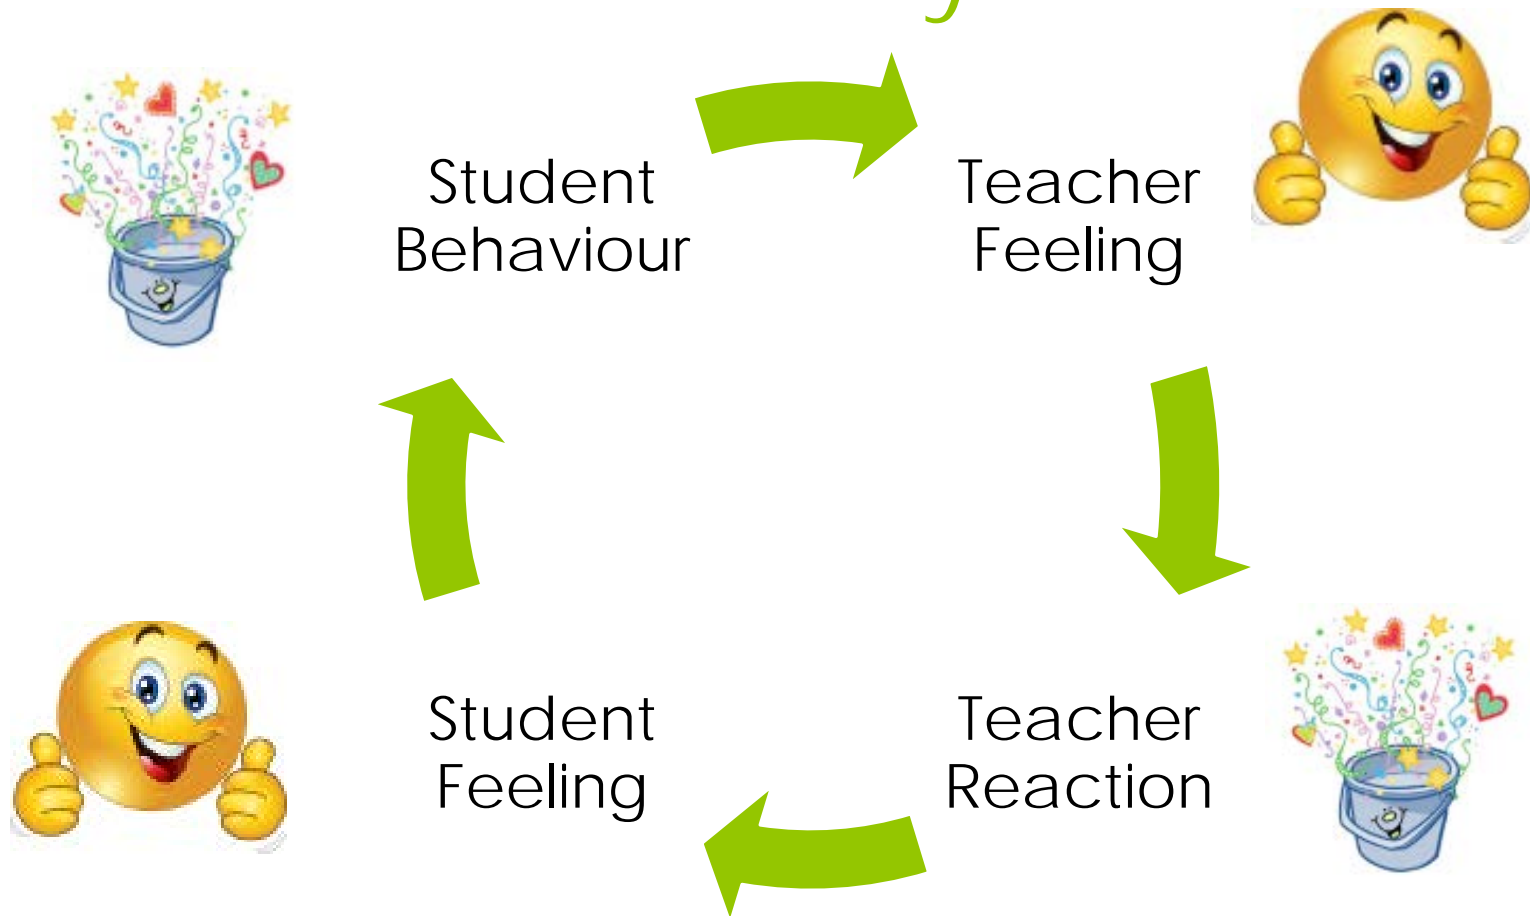 Student
Behaviour
Teacher
Feeling
Student
Feeling
Teacher
Reaction